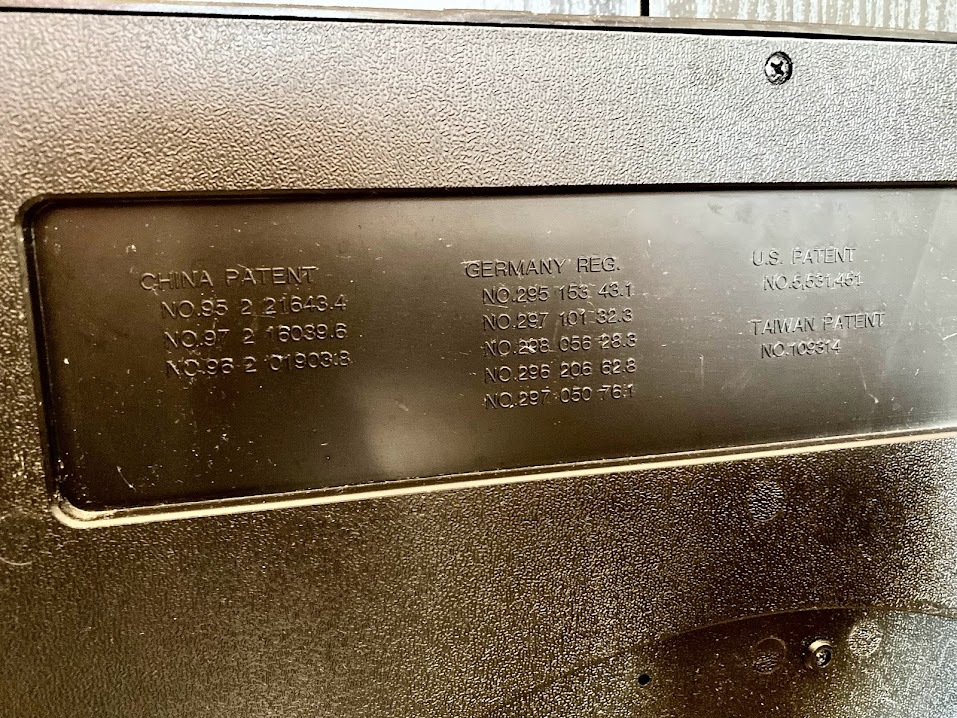 CHINA PATENT
NO.95 2 21643.4
NO.97 2 16039.6
NO.96 2 01903.8
GERMANY REG.
NO.295 153 43.1
NO.297 101 32.3
NO.298 056 28.3
NO.296 206 62.8
NO.297 050 76.1
U.S. PATENT
NO.5,531,451
TAIWAN PATENT
NO.109314